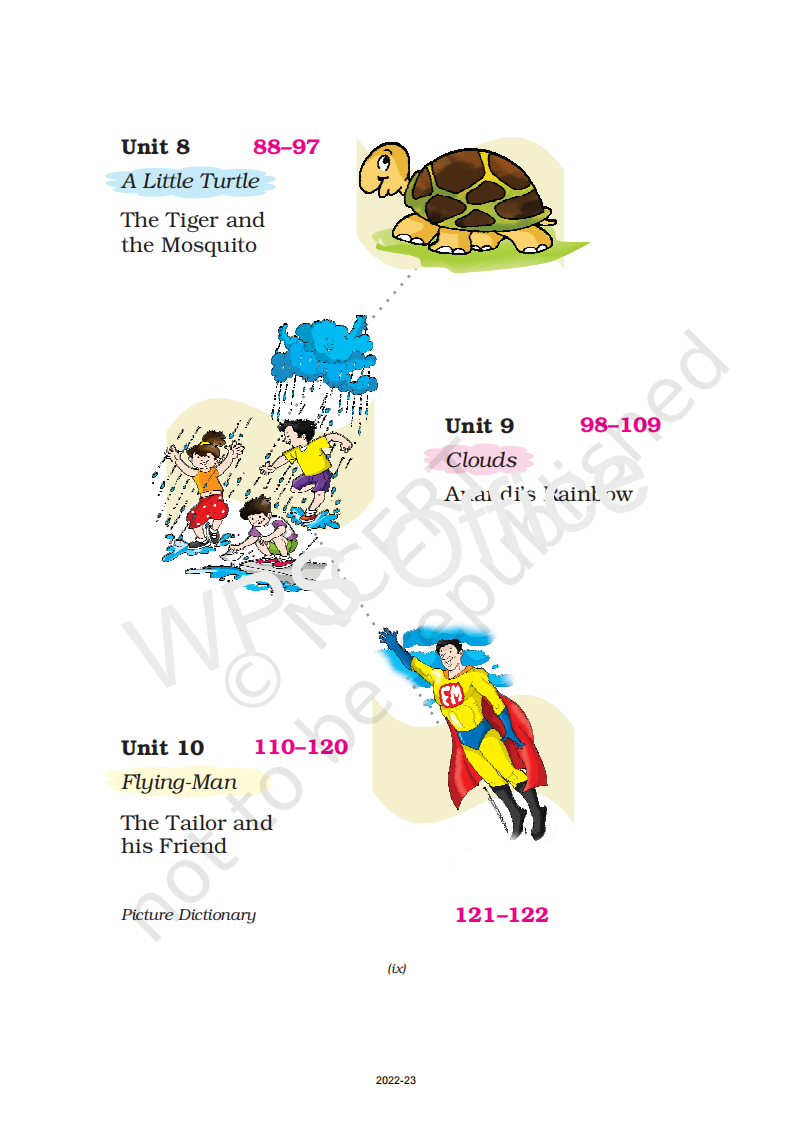 Unit 8 88–97
A Little Turtle
The Tiger and
the Mosquito
Unit 9 98–109
Clouds
Anandi's Rainbow
FM
Unit 10 110–120
Flying-Man
The Tailor and
his Friend
Picture Dictionary 121–122
(ix)
2022-23
© NCERT
not to be republished
WPS Office